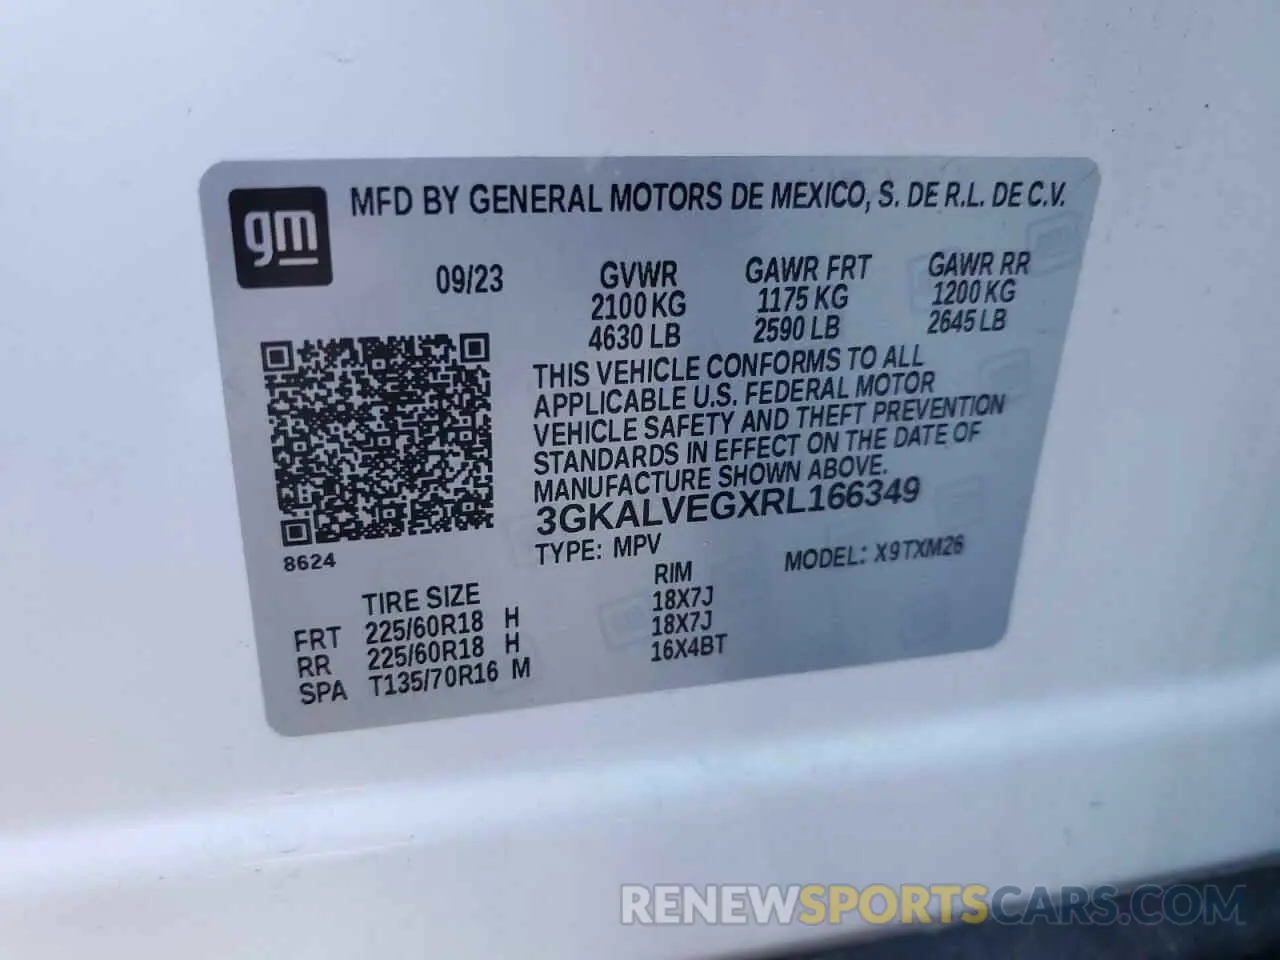 gm
MFD BY GENERAL MOTORS DE MEXICO, S. DE R.L. DE C.V.
09/23 GVWR GAWR FRT GAWR RR
2100 KG 1175 KG 1200 KG
4630 LB 2590 LB 2645 LB
THIS VEHICLE CONFORMS TO ALL
APPLICABLE U.S. FEDERAL MOTOR
VEHICLE SAFETY AND THEFT PREVENTION
STANDARDS IN EFFECT ON THE DATE OF
MANUFACTURE SHOWN ABOVE.
3GKALVEGXRL166349
8624 TYPE: MPV MODEL: X9TXM26
TIRE SIZE RIM
FRT 225/60R18 H 18X7J
RR 225/60R18 H 18X7J
SPA T135/70R16 M 16X4BT
RENEWSPORTSCARS.COM